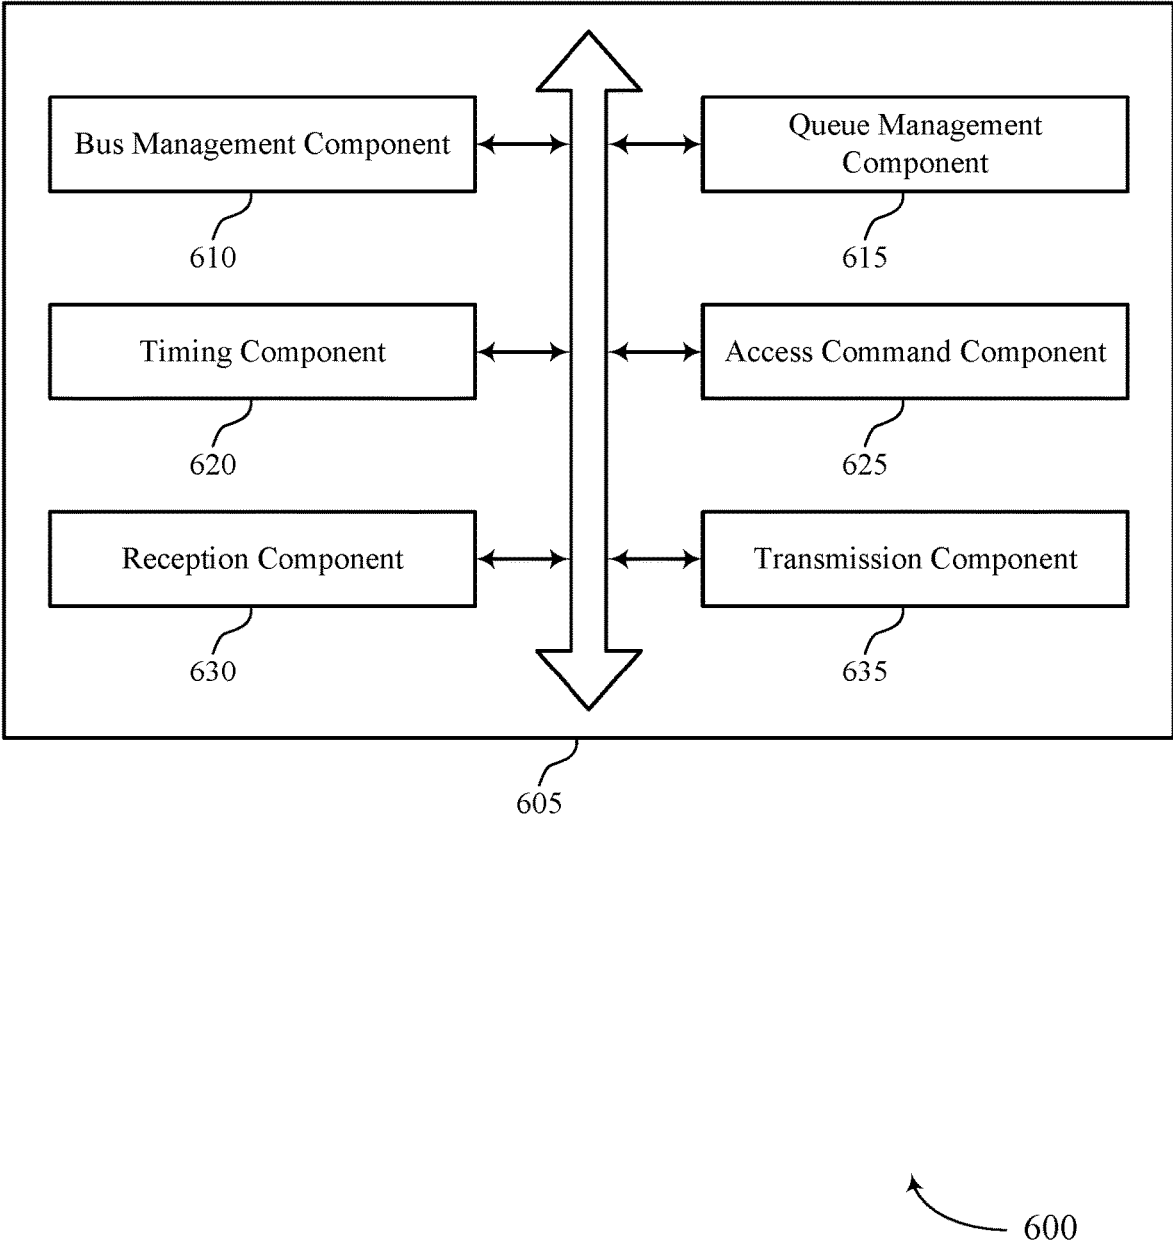 Bus Management Component
610
Queue Management
Component
615
Timing Component
620
Access Command Component
625
Reception Component
630
Transmission Component
635
605
600